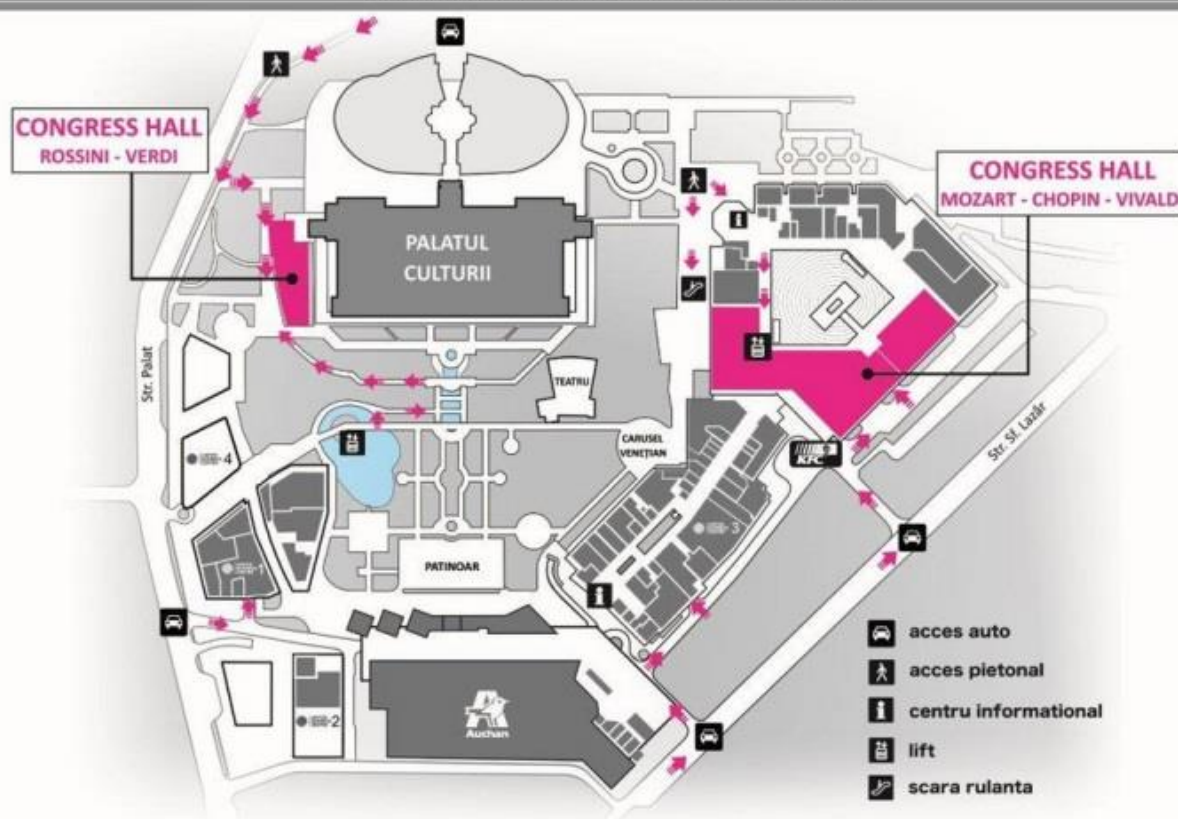 CONGRESS HALL
ROSSINI - VERDI
CONGRESS HALL
MOZART - CHOPIN - VIVALD
PALATUL
CULTURII
Str. Palat
TEATRU
CARUSEL
VENEȚIAN
KFC
Str. Sf. Lazăr
4
3
1
PATINOAR
2
Auchan
acces auto
acces pietonal
centru informational
lift
scara rulanta